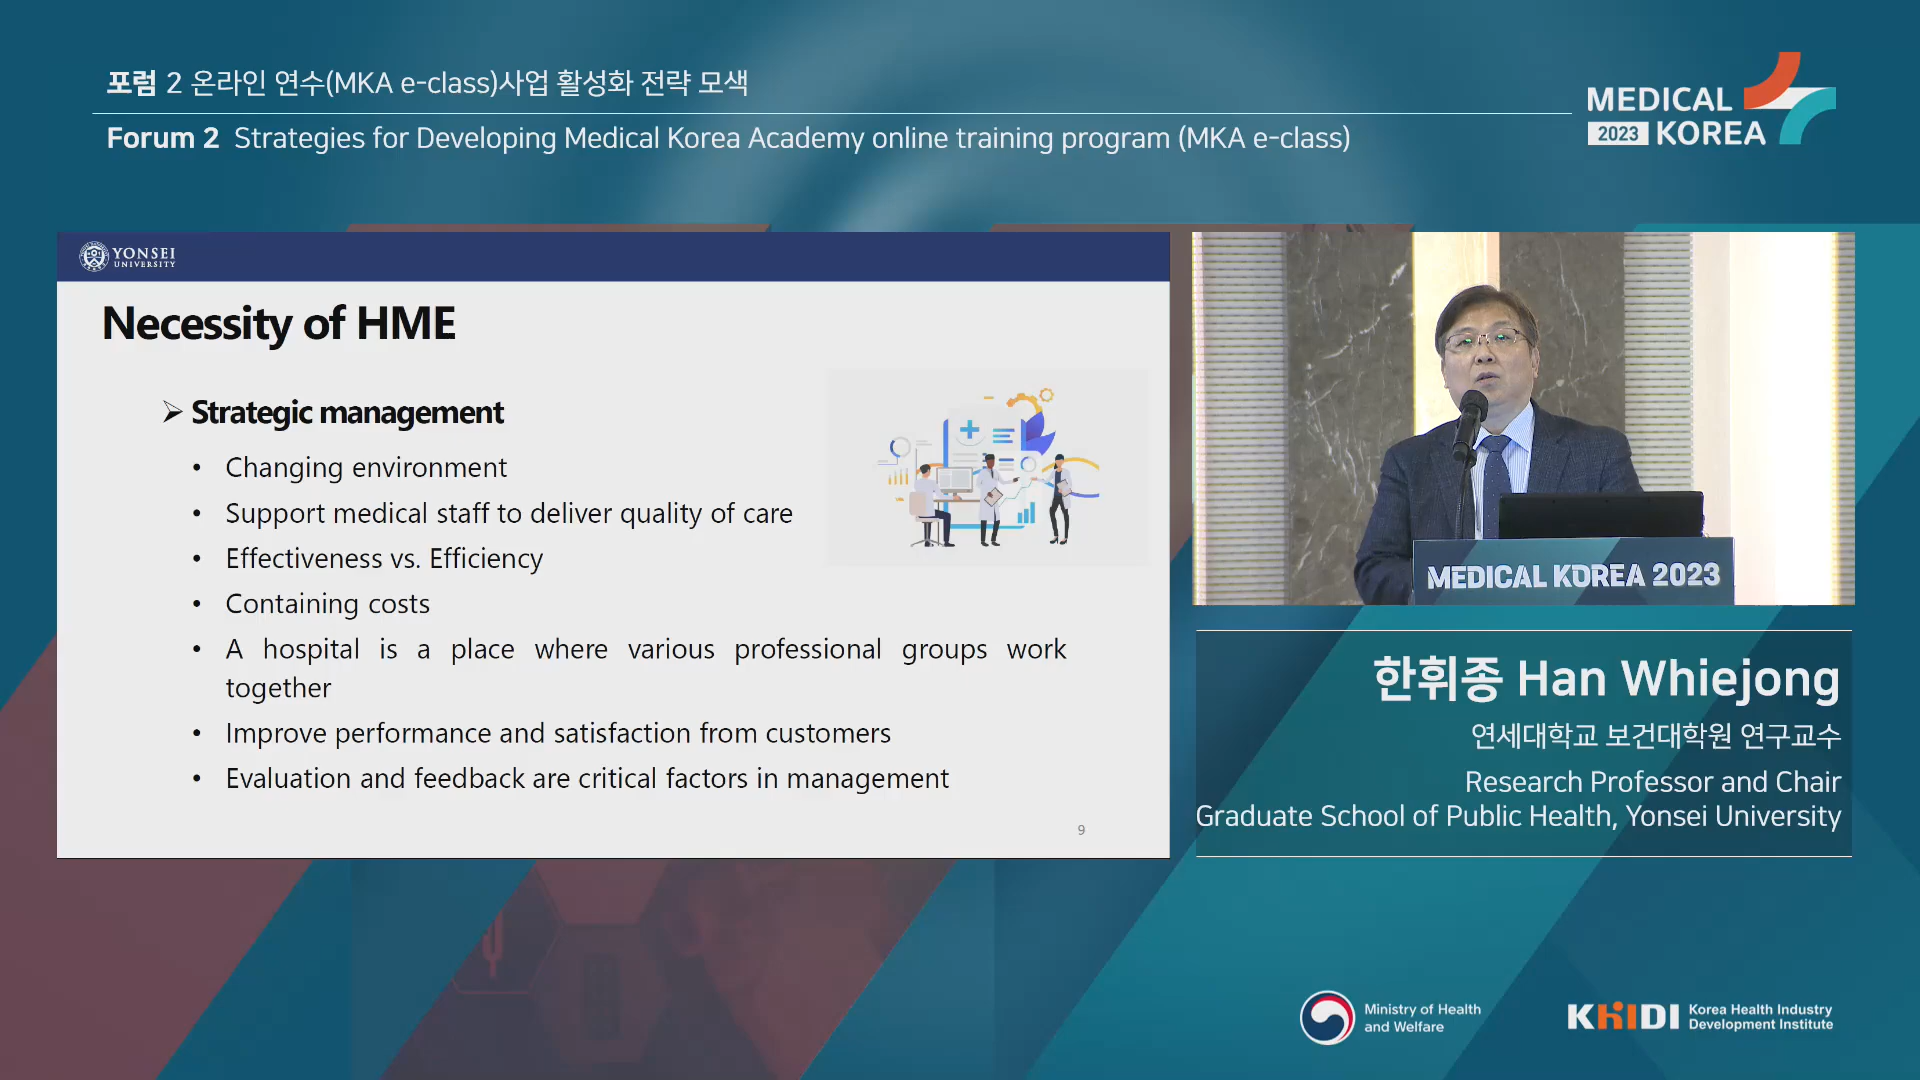 포럼 2 온라인 연수(MKA e-class)사업 활성화 전략 모색
Forum 2 Strategies for Developing Medical Korea Academy online training program (MKA e-class)
MEDICAL
2023 KOREA
YONSEI
UNIVERSITY
Necessity of HME
➢ Strategic management
• Changing environment
• Support medical staff to deliver quality of care
• Effectiveness vs. Efficiency
• Containing costs
• A hospital is a place where various professional groups work
together
• Improve performance and satisfaction from customers
• Evaluation and feedback are critical factors in management
9
MEDICAL KOREA 2023
한휘종 Han Whiejong
연세대학교 보건대학원 연구교수
Research Professor and Chair
Graduate School of Public Health, Yonsei University
Ministry of Health
and Welfare
KHIDI
Korea Health Industry
Development Institute